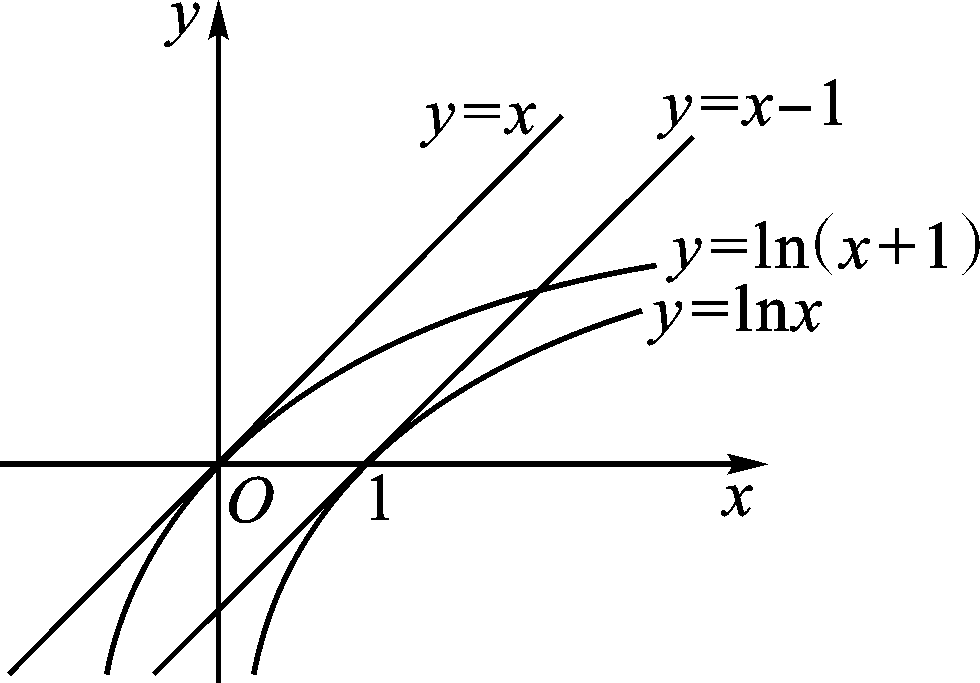 y
y=x
y=x−1
y=ln(x+1)
y=lnx
O
1
x